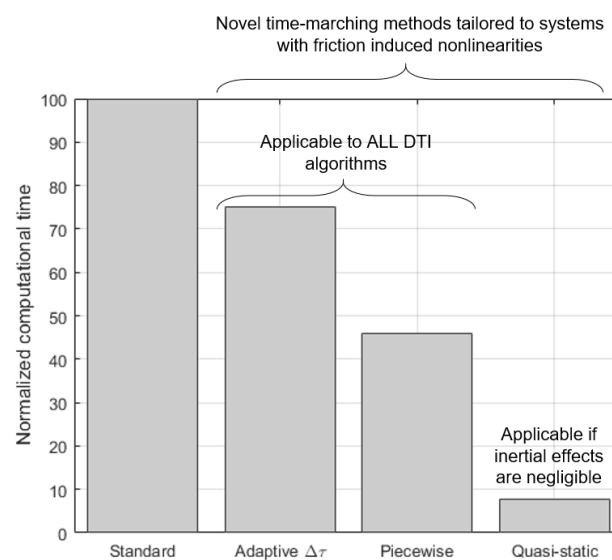 Novel time-marching methods tailored to systems
with friction induced nonlinearities
Applicable to ALL DTI
algorithms
Applicable if
inertial effects
are negligible
Normalized computational time
100
90
80
70
60
50
40
30
20
10
0
Standard
Adaptive Δτ
Piecewise
Quasi-static